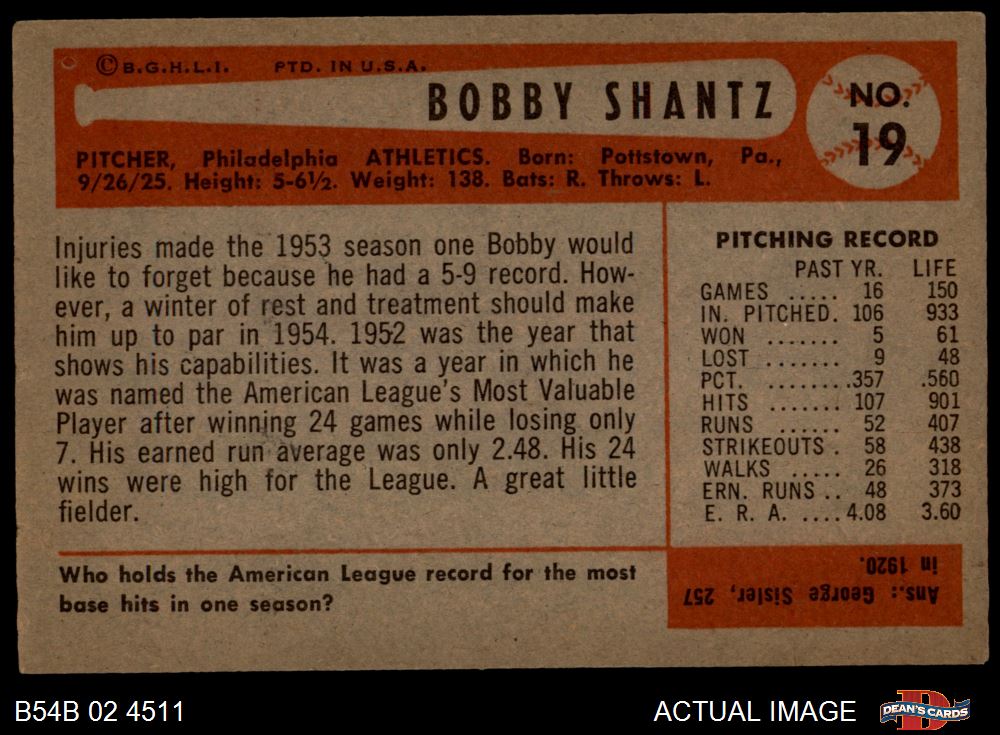 © B.G.H.L.I. PTD. IN U.S.A.
BOBBY SHANTZ
NO.
19
PITCHER, Philadelphia ATHLETICS. Born: Pottstown, Pa.,
9/26/25. Height: 5-6½. Weight: 138. Bats: R. Throws: L.
Injuries made the 1953 season one Bobby would
like to forget because he had a 5-9 record. How-
ever, a winter of rest and treatment should make
him up to par in 1954. 1952 was the year that
shows his capabilities. It was a year in which he
was named the American League's Most Valuable
Player after winning 24 games while losing only
7. His earned run average was only 2.48. His 24
wins were high for the League. A great little
fielder.
PITCHING RECORD
PAST YR. LIFE
GAMES ..... 16 150
IN. PITCHED. 106 933
WON ....... 5 61
LOST ....... 9 48
PCT. ........357 .560
HITS ....... 107 901
RUNS ...... 52 407
STRIKEOUTS . 58 438
WALKS ..... 26 318
ERN. RUNS .. 48 373
E. R. A. ....4.08 3.60
Who holds the American League record for the most
base hits in one season?
Ans.: George Sisler, 257
in 1920.
B54B 02 4511
ACTUAL IMAGE
D
DEAN'S CARDS